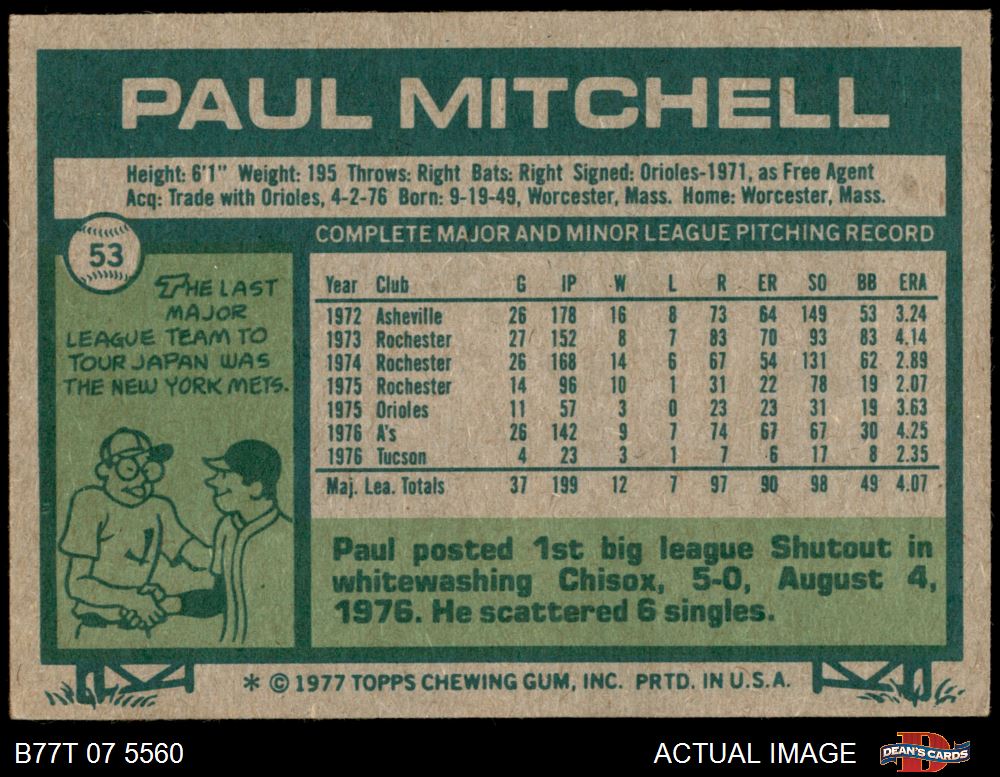 PAUL MITCHELL
Height: 6'1" Weight: 195 Throws: Right Bats: Right Signed: Orioles-1971, as Free Agent
Acq: Trade with Orioles, 4-2-76 Born: 9-19-49, Worcester, Mass. Home: Worcester, Mass.
53
THE LAST
MAJOR
LEAGUE TEAM TO
TOUR JAPAN WAS
THE NEW YORK METS.
J
COMPLETE MAJOR AND MINOR LEAGUE PITCHING RECORD
Year Club G IP W L R ER SO BB ERA
1972 Asheville 26 178 16 8 73 64 149 53 3.24
1973 Rochester 27 152 8 7 83 70 93 83 4.14
1974 Rochester 26 168 14 6 67 54 131 62 2.89
1975 Rochester 14 96 10 1 31 22 78 19 2.07
1975 Orioles 11 57 3 0 23 23 31 19 3.63
1976 A's 26 142 9 7 74 67 67 30 4.25
1976 Tucson 4 23 3 1 7 6 17 8 2.35
Maj. Lea. Totals 37 199 12 7 97 90 98 49 4.07
Paul posted 1st big league Shutout in
whitewashing Chisox, 5-0, August 4,
1976. He scattered 6 singles.
* © 1977 TOPPS CHEWING GUM, INC. PRTD. IN U.S.A.
B77T 07 5560 ACTUAL IMAGE D DEAN'S CARDS